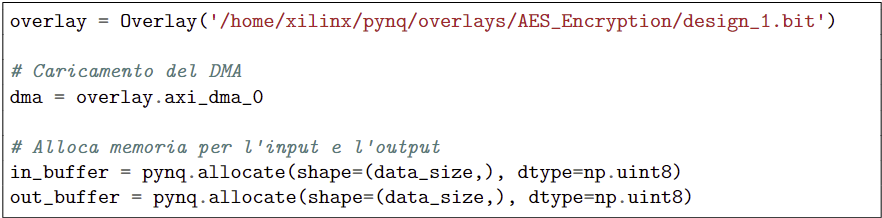 overlay = Overlay('/home/xilinx/pynq/overlays/AES_Encryption/design_1.bit')
# Caricamento del DMA
dma = overlay.axi_dma_0
# Alloca memoria per l'input e l'output
in_buffer = pynq.allocate(shape=(data_size,), dtype=np.uint8)
out_buffer = pynq.allocate(shape=(data_size,), dtype=np.uint8)